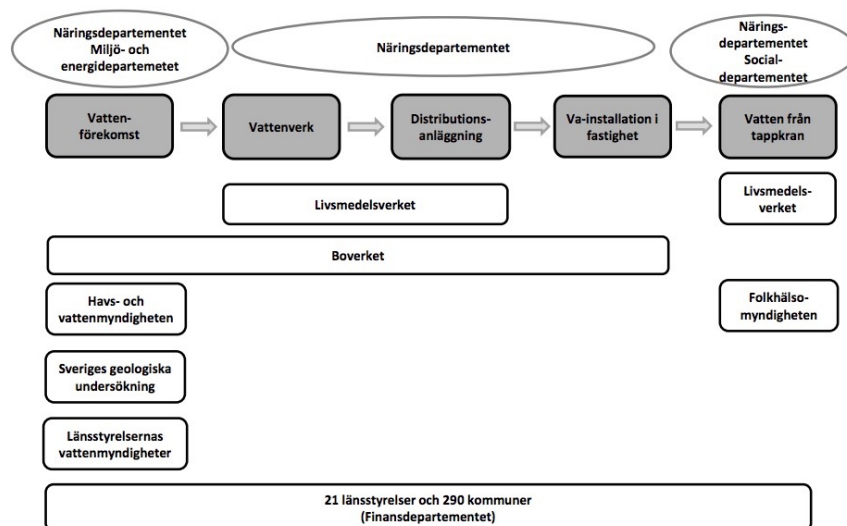 Näringsdepartementet
Miljö- och
energidepartemetet
Näringsdepartementet
Närings-
departementet
Social-
departementet
Vatten-
förekomst
Vattenverk
Distributions-
anläggning
Va-installation i
fastighet
Vatten från
tappkran
Livsmedelsverket
Livsmedels-
verket
Boverket
Havs- och
vattenmyndigheten
Folkhälso-
myndigheten
Sveriges geologiska
undersökning
Länsstyrelsernas
vattenmyndigheter
21 länsstyrelser och 290 kommuner
(Finansdepartementet)